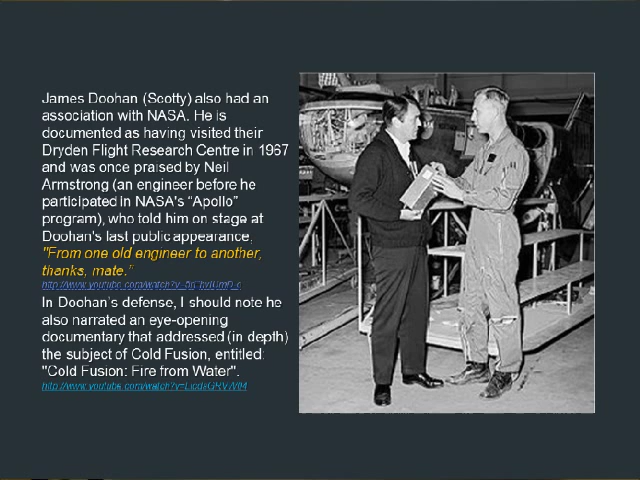 James Doohan (Scotty) also had an
association with NASA. He is
documented as having visited their
Dryden Flight Research Centre in 1967
and was once praised by Neil
Armstrong (an engineer before he
participated in NASA's “Apollo”
program), who told him on stage at
Doohan's last public appearance,
"From one old engineer to another,
thanks, mate."
In Doohan's defense, I should note he
also narrated an eye-opening
documentary that addressed (in depth)
the subject of Cold Fusion, entitled:
"Cold Fusion: Fire from Water".